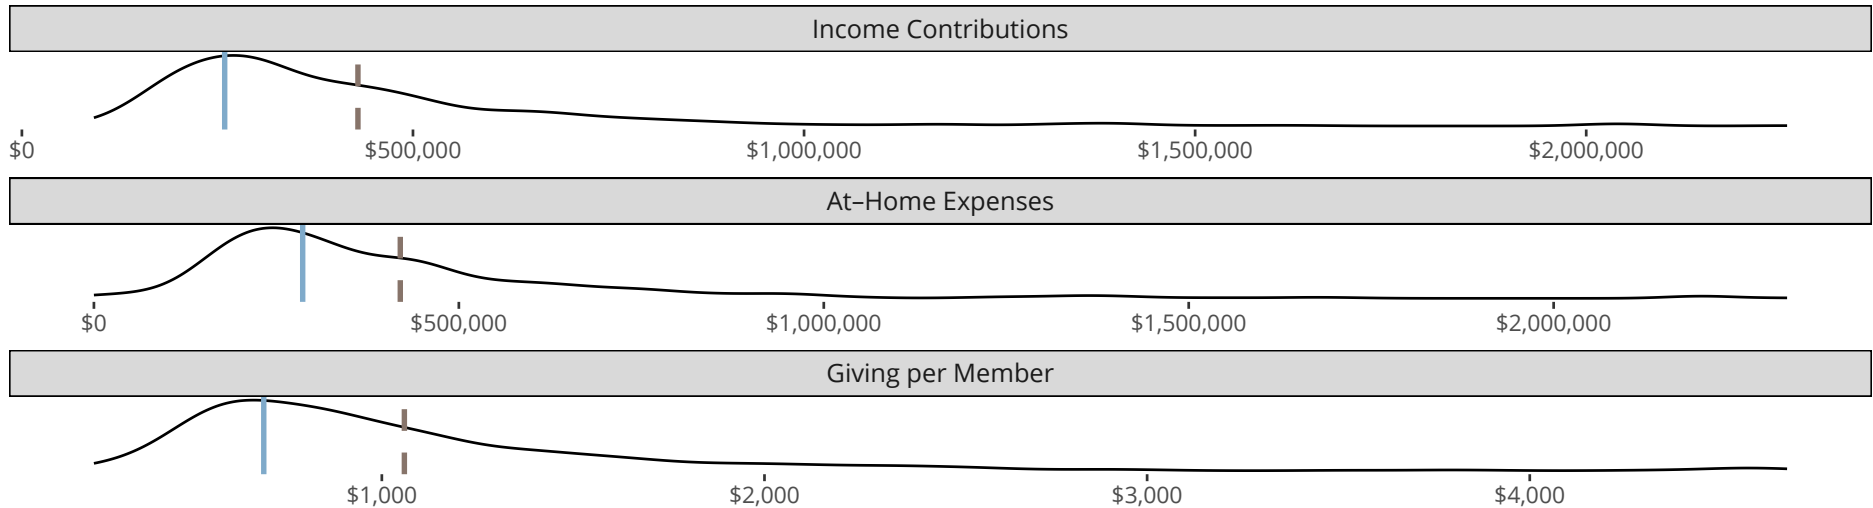 Income Contributions
$0 $500,000 $1,000,000 $1,500,000 $2,000,000
At–Home Expenses
$0 $500,000 $1,000,000 $1,500,000 $2,000,000
Giving per Member
$1,000 $2,000 $3,000 $4,000